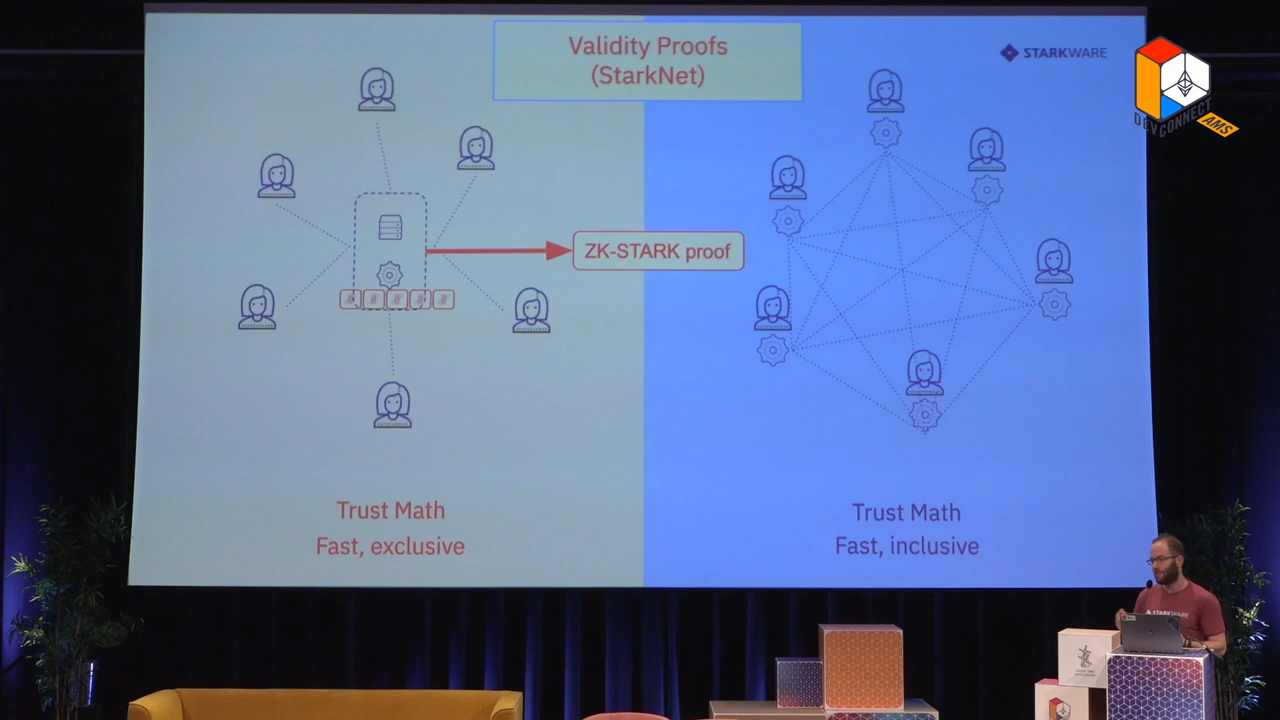 Validity Proofs
(StarkNet)
STARKWARE
DEVCONNECT
AMS
ZK-STARK proof
Trust Math
Fast, exclusive
Trust Math
Fast, inclusive
STARKWARE